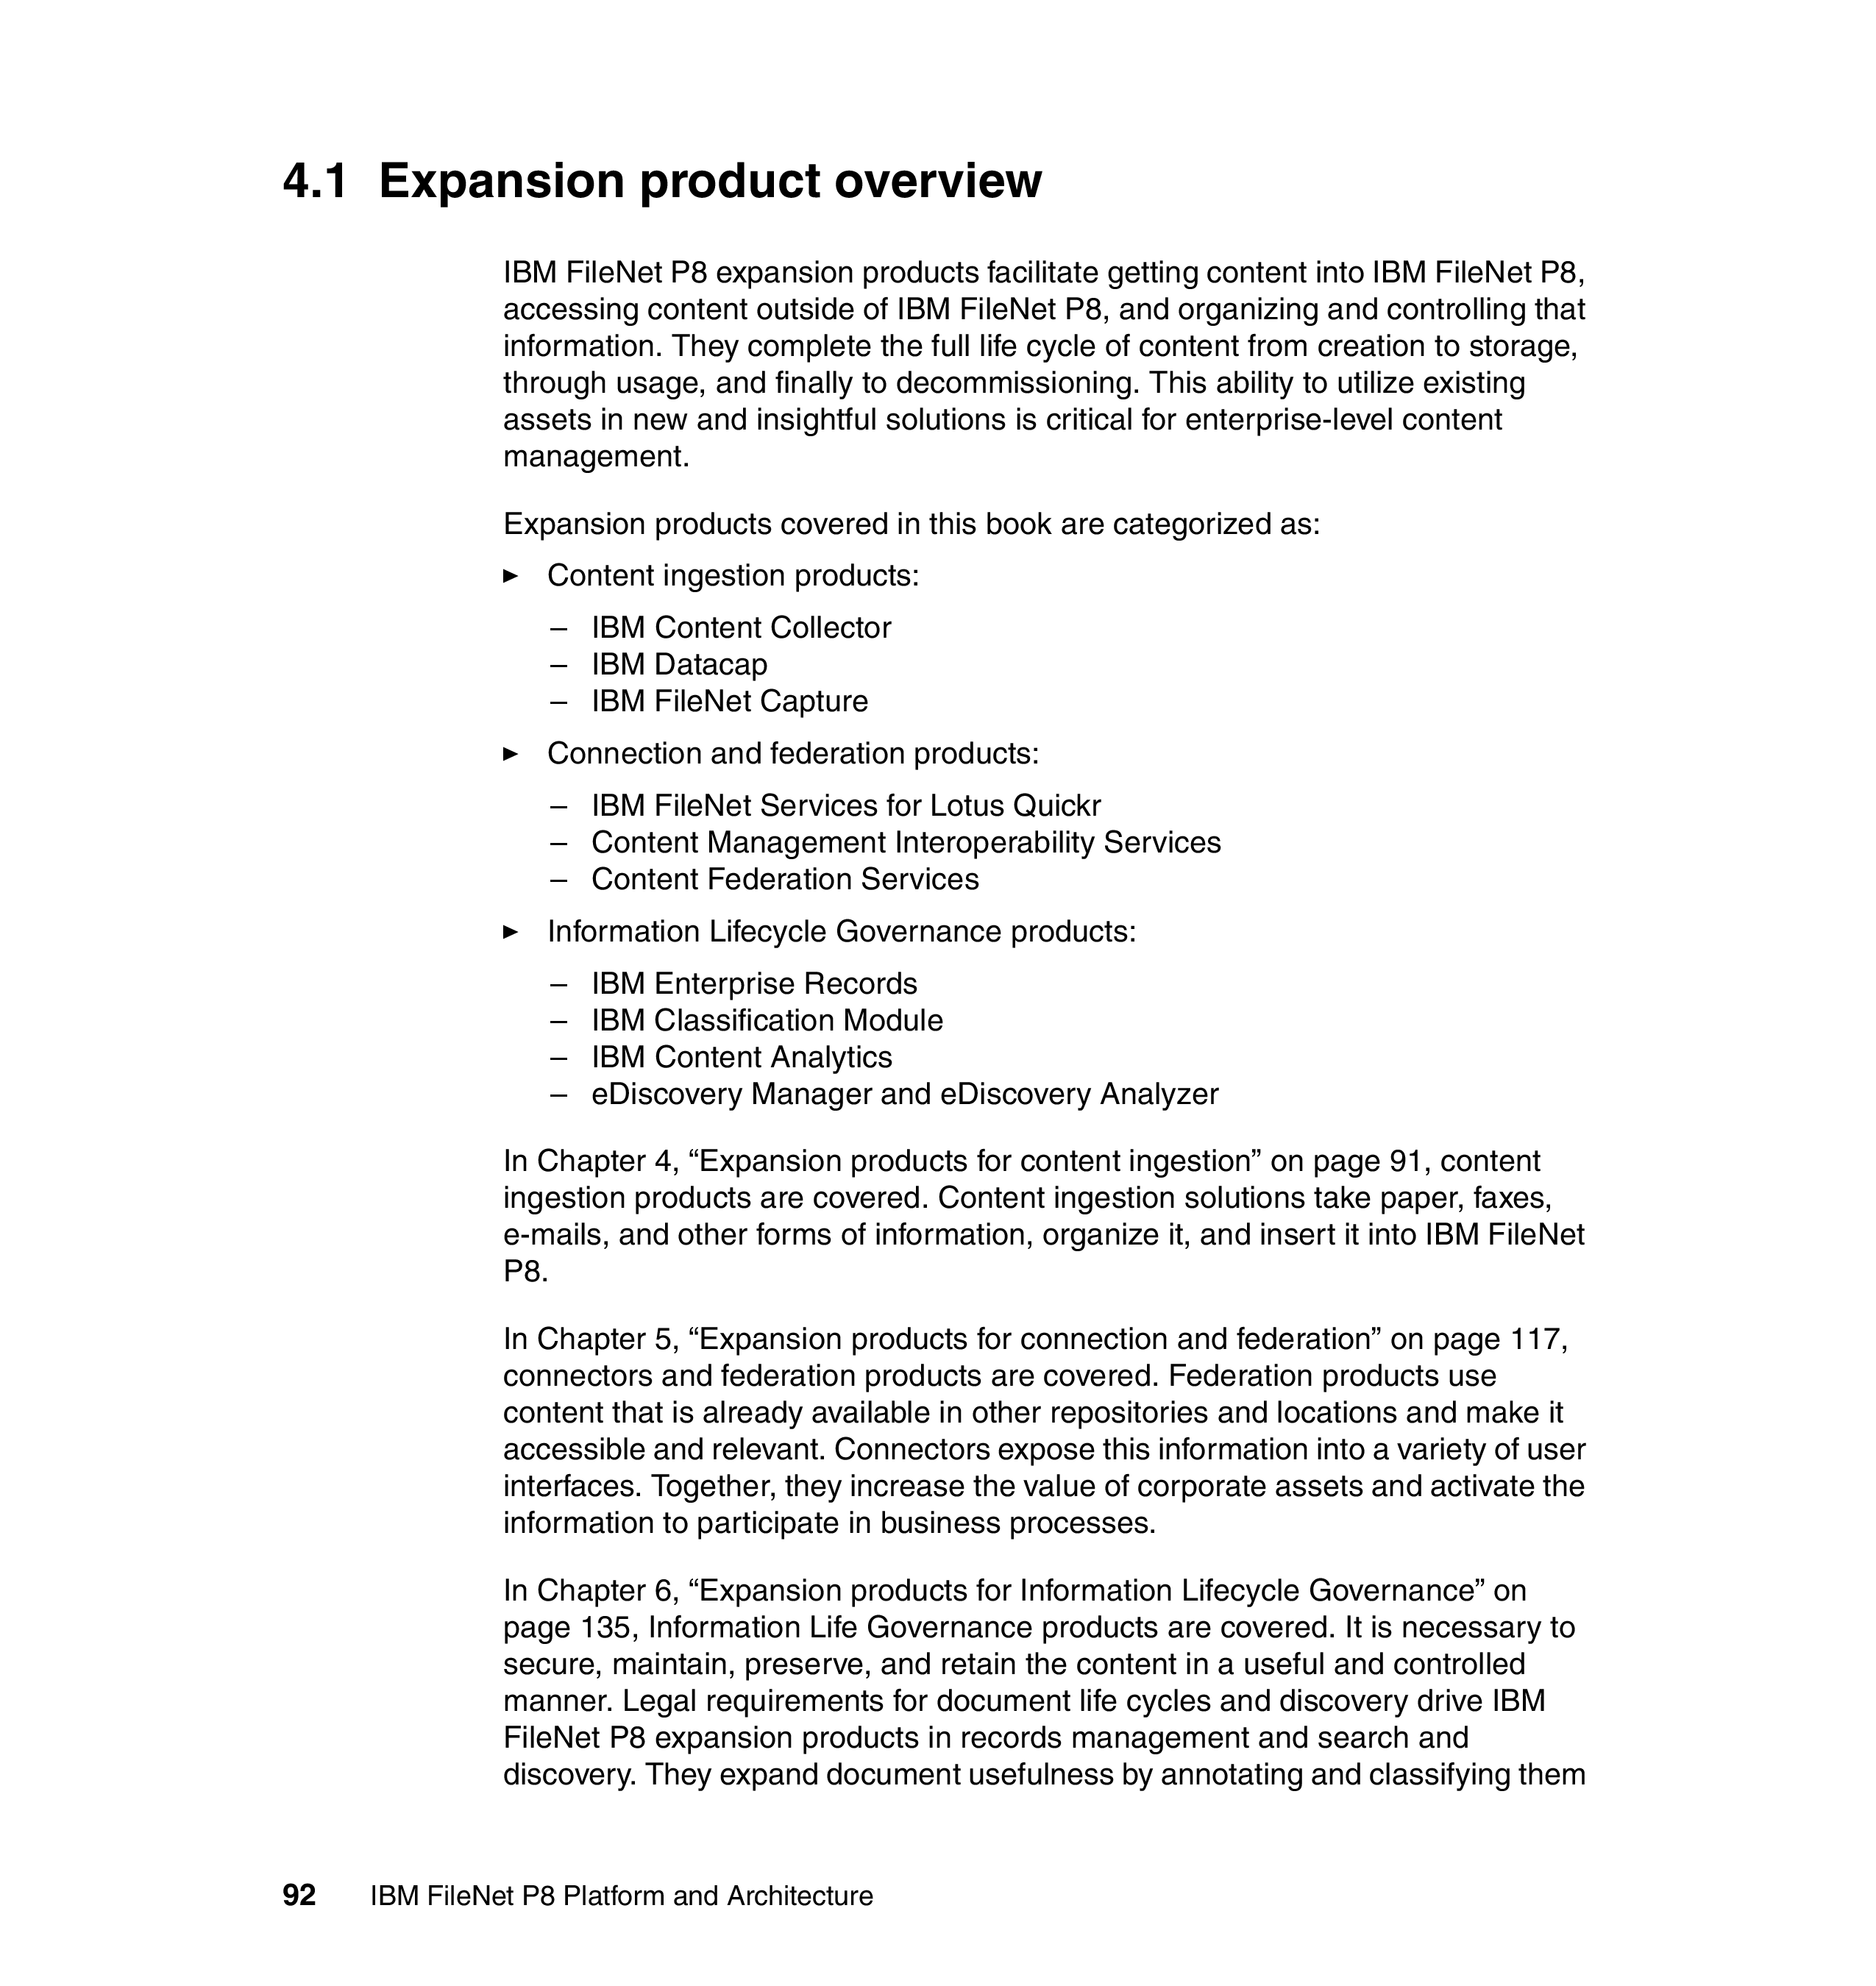 4.1 Expansion product overview
IBM FileNet P8 expansion products facilitate getting content into IBM FileNet P8,
accessing content outside of IBM FileNet P8, and organizing and controlling that
information. They complete the full life cycle of content from creation to storage,
through usage, and finally to decommissioning. This ability to utilize existing
assets in new and insightful solutions is critical for enterprise-level content
management.
Expansion products covered in this book are categorized as:
► Content ingestion products:
– IBM Content Collector
– IBM Datacap
– IBM FileNet Capture
► Connection and federation products:
– IBM FileNet Services for Lotus Quickr
– Content Management Interoperability Services
– Content Federation Services
► Information Lifecycle Governance products:
– IBM Enterprise Records
– IBM Classification Module
– IBM Content Analytics
– eDiscovery Manager and eDiscovery Analyzer
In Chapter 4, “Expansion products for content ingestion” on page 91, content
ingestion products are covered. Content ingestion solutions take paper, faxes,
e-mails, and other forms of information, organize it, and insert it into IBM FileNet
P8.
In Chapter 5, “Expansion products for connection and federation” on page 117,
connectors and federation products are covered. Federation products use
content that is already available in other repositories and locations and make it
accessible and relevant. Connectors expose this information into a variety of user
interfaces. Together, they increase the value of corporate assets and activate the
information to participate in business processes.
In Chapter 6, “Expansion products for Information Lifecycle Governance” on
page 135, Information Life Governance products are covered. It is necessary to
secure, maintain, preserve, and retain the content in a useful and controlled
manner. Legal requirements for document life cycles and discovery drive IBM
FileNet P8 expansion products in records management and search and
discovery. They expand document usefulness by annotating and classifying them
92 IBM FileNet P8 Platform and Architecture